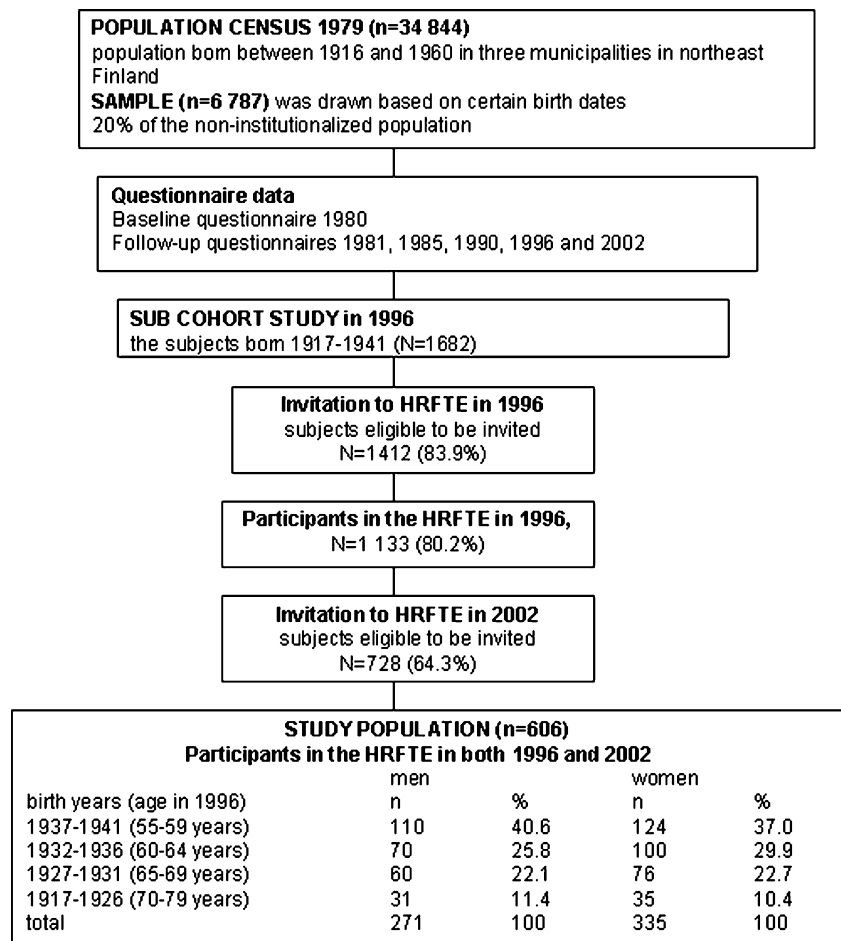 POPULATION CENSUS 1979 (n=34 844)
population born between 1916 and 1960 in three municipalities in northeast
Finland
SAMPLE (n=6 787) was drawn based on certain birth dates
20% of the non-institutionalized population
Questionnaire data
Baseline questionnaire 1980
Follow-up questionnaires 1981, 1985, 1990, 1996 and 2002
SUB COHORT STUDY in 1996
the subjects born 1917-1941 (N=1682)
Invitation to HRFTE in 1996
subjects eligible to be invited
N=1412 (83.9%)
Participants in the HRFTE in 1996,
N=1 133 (80.2%)
Invitation to HRFTE in 2002
subjects eligible to be invited
N=728 (64.3%)
STUDY POPULATION (n=606)
Participants in the HRFTE in both 1996 and 2002
men women
birth years (age in 1996) n % n %
1937-1941 (55-59 years) 110 40.6 124 37.0
1932-1936 (60-64 years) 70 25.8 100 29.9
1927-1931 (65-69 years) 60 22.1 76 22.7
1917-1926 (70-79 years) 31 11.4 35 10.4
total 271 100 335 100